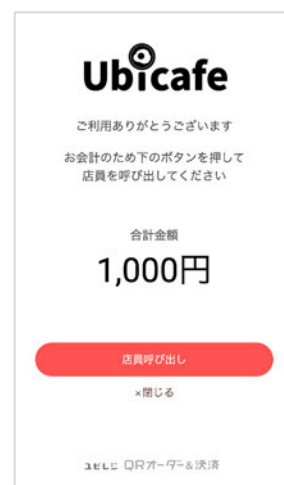 Ubicafe
ご利用ありがとうございます
お会計のため下のボタンを押して
店員を呼び出してください
合計金額
1,000円
店員呼び出し
×閉じる
ユビレジ QRオーダー&決済